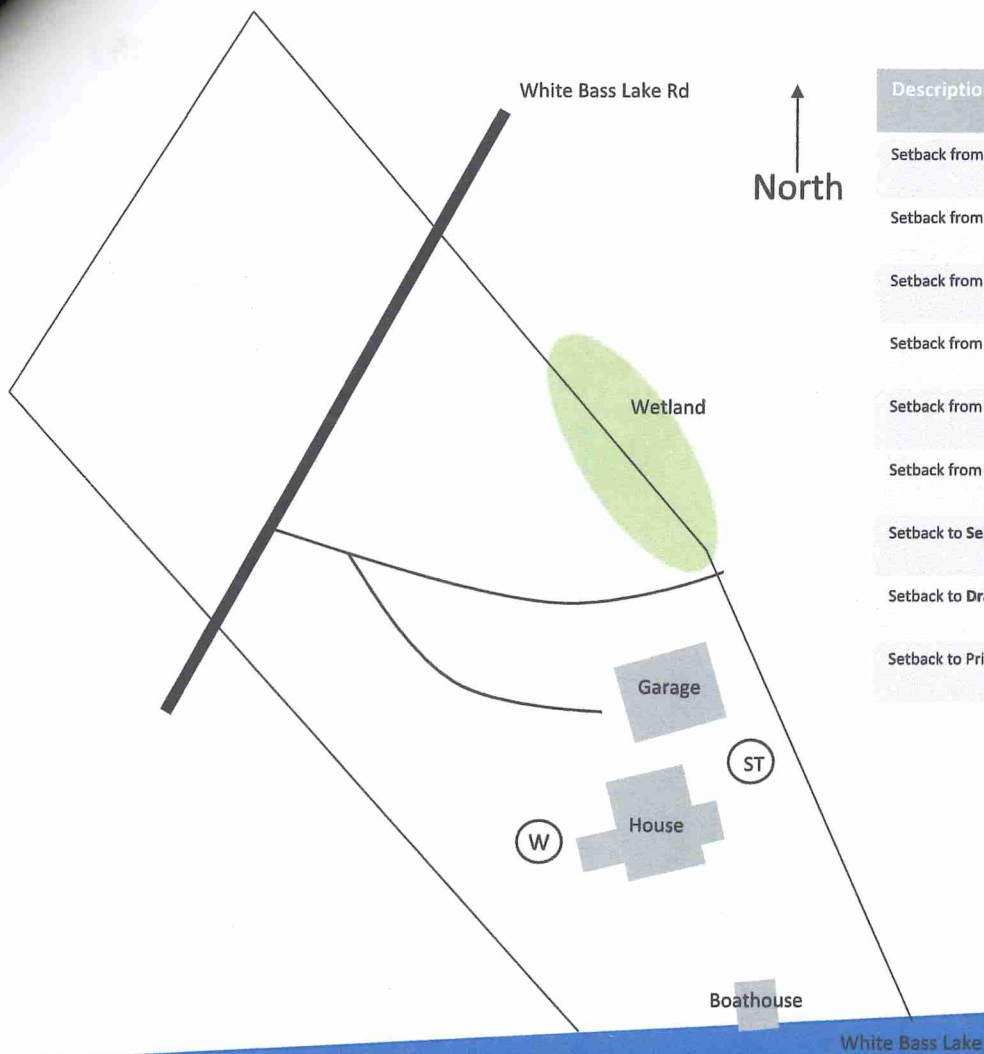 White Bass Lake Rd
North
Wetland
Garage
ST
House
W
Boathouse
White Bass Lake
Setback from
Setback from
Setback from
Setback from
Setback from
Setback from
Setback to
Setback to
Setback to